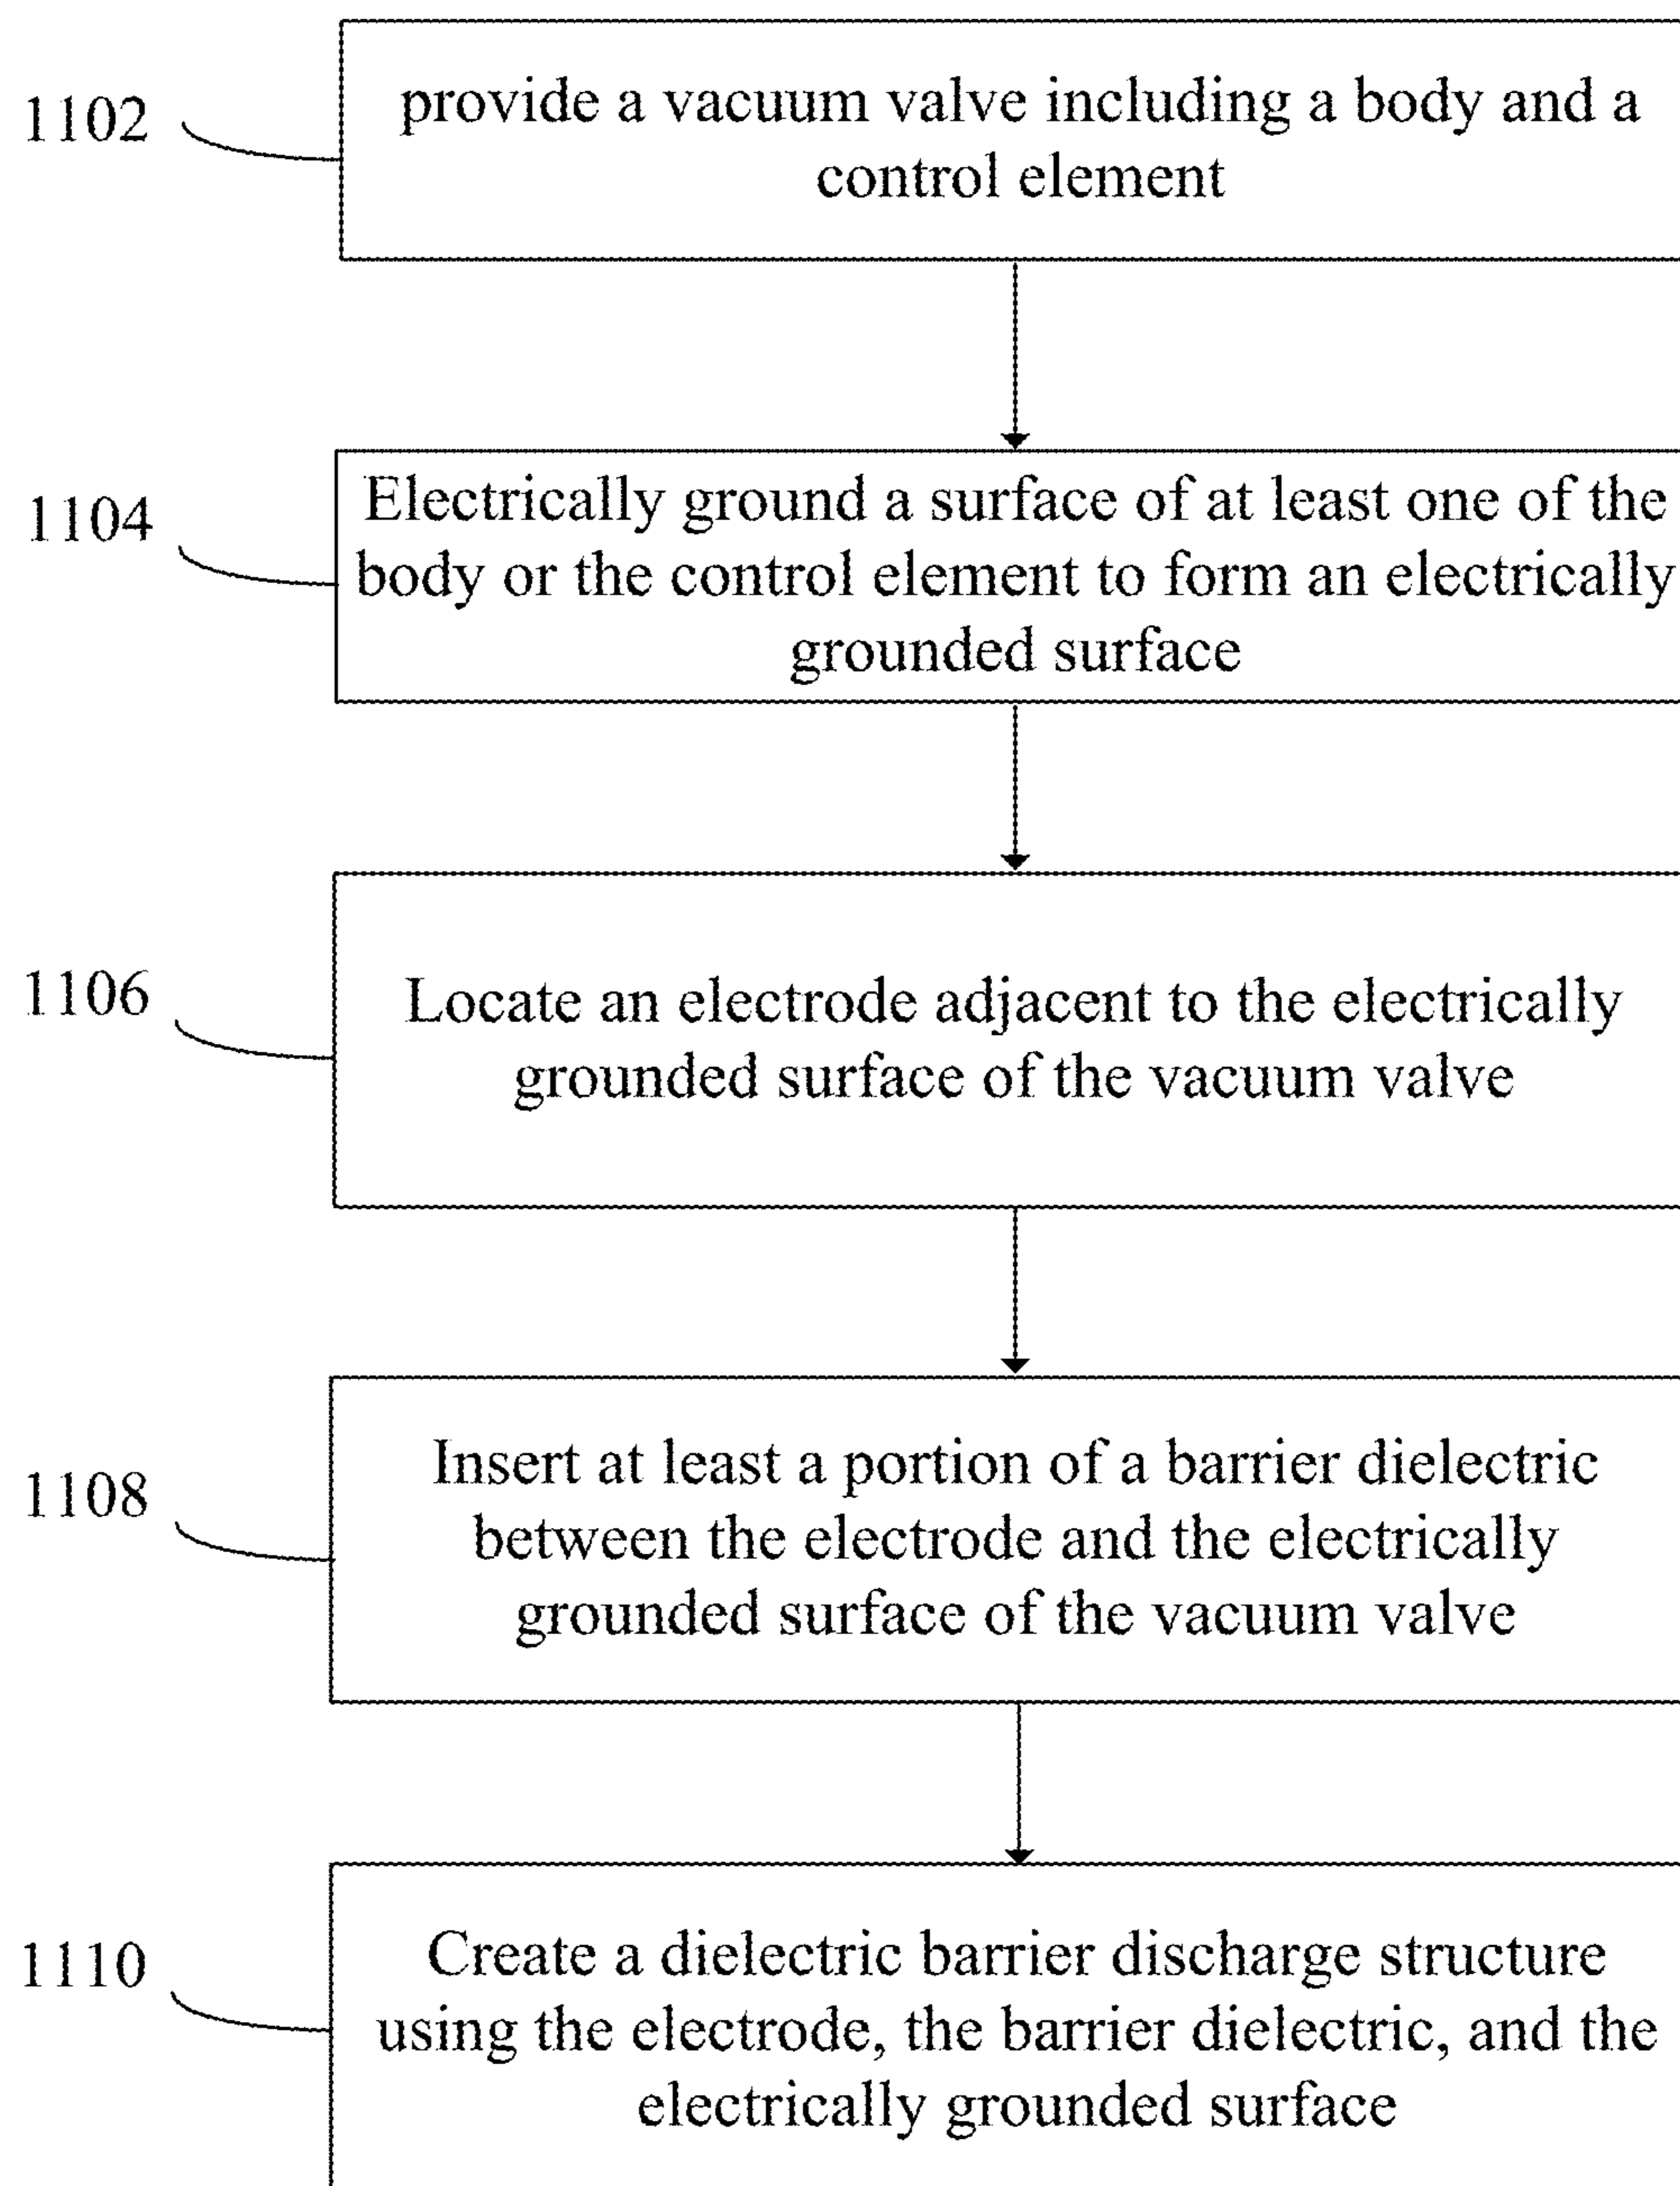 1102
provide a vacuum valve including a body and a
control element
1104
Electrically ground a surface of at least one of the
body or the control element to form an electrically
grounded surface
1106
Locate an electrode adjacent to the electrically
grounded surface of the vacuum valve
1108
Insert at least a portion of a barrier dielectric
between the electrode and the electrically
grounded surface of the vacuum valve
1110
Create a dielectric barrier discharge structure
using the electrode, the barrier dielectric, and the
electrically grounded surface